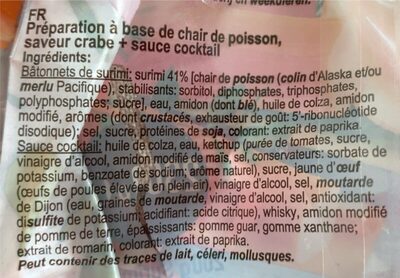 en weekdieren.
FR
Préparation à base de chair de poisson,
saveur crabe + sauce cocktail
Ingrédients:
Bâtonnets de surimi: surimi 41% [chair de poisson (colin d'Alaska et/ou
merlu Pacifique), stabilisants: sorbitol, diphosphates, triphosphates,
polyphosphates; sucre], eau, amidon (dont blé), huile de colza, amidon
modifié, arômes (dont crustacés, exhausteur de goût: 5'-ribonucléotide
disodique), sel, sucre, protéines de soja, colorant: extrait de paprika.
Sauce cocktail: huile de colza, eau, ketchup (purée de tomates, sucre,
vinaigre d'alcool, amidon modifié de maïs, sel, conservateurs: sorbate de
potassium, benzoate de sodium; arôme naturel), sucre, jaune d'œuf
(œufs de poules élevées en plein air), vinaigre d'alcool, sel, moutarde
de Dijon (eau, graines de moutarde, vinaigre d'alcool, sel, antioxidant:
disulfite de potassium; acidifiant: acide citrique), whisky, amidon modifié
de pomme de terre, épaississants: gomme guar, gomme xanthane;
extrait de romarin, colorant: extrait de paprika.
Peut contenir des traces de lait, céleri, mollusques.